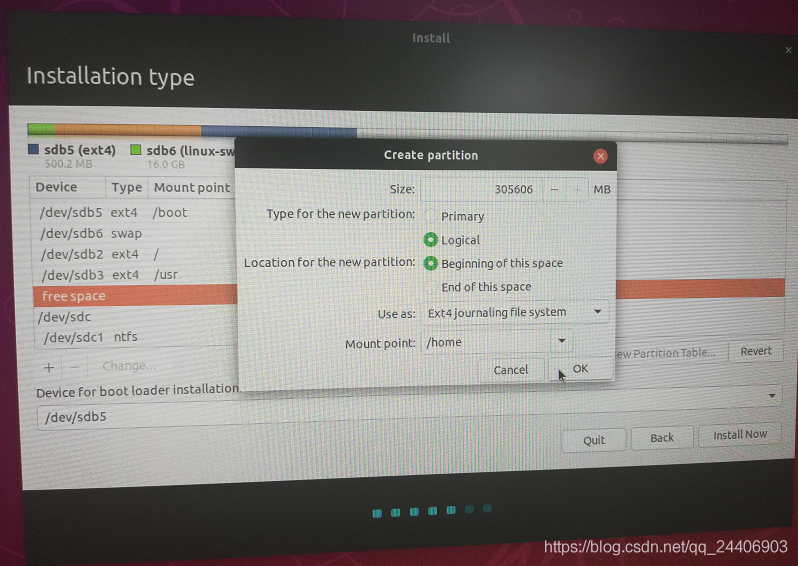 Install
Installation type
sdb5 (ext4) sdb6 (linux-sw
500.2 MB 16.0 GB
Device Type Mount point
/dev/sdb5 ext4 /boot
/dev/sdb6 swap
/dev/sdb2 ext4 /
/dev/sdb3 ext4 /usr
free space
/dev/sdc
/dev/sdc1 ntfs
+ − Change...
ew Partition Table... Revert
Device for boot loader installation
/dev/sdb5
Quit Back Install Now
Create partition
Size: 305606 − + MB
Type for the new partition: Primary
Logical
Location for the new partition: Beginning of this space
End of this space
Use as: Ext4 journaling file system
Mount point: /home
Cancel OK
https://blog.csdn.net/qq_24406903